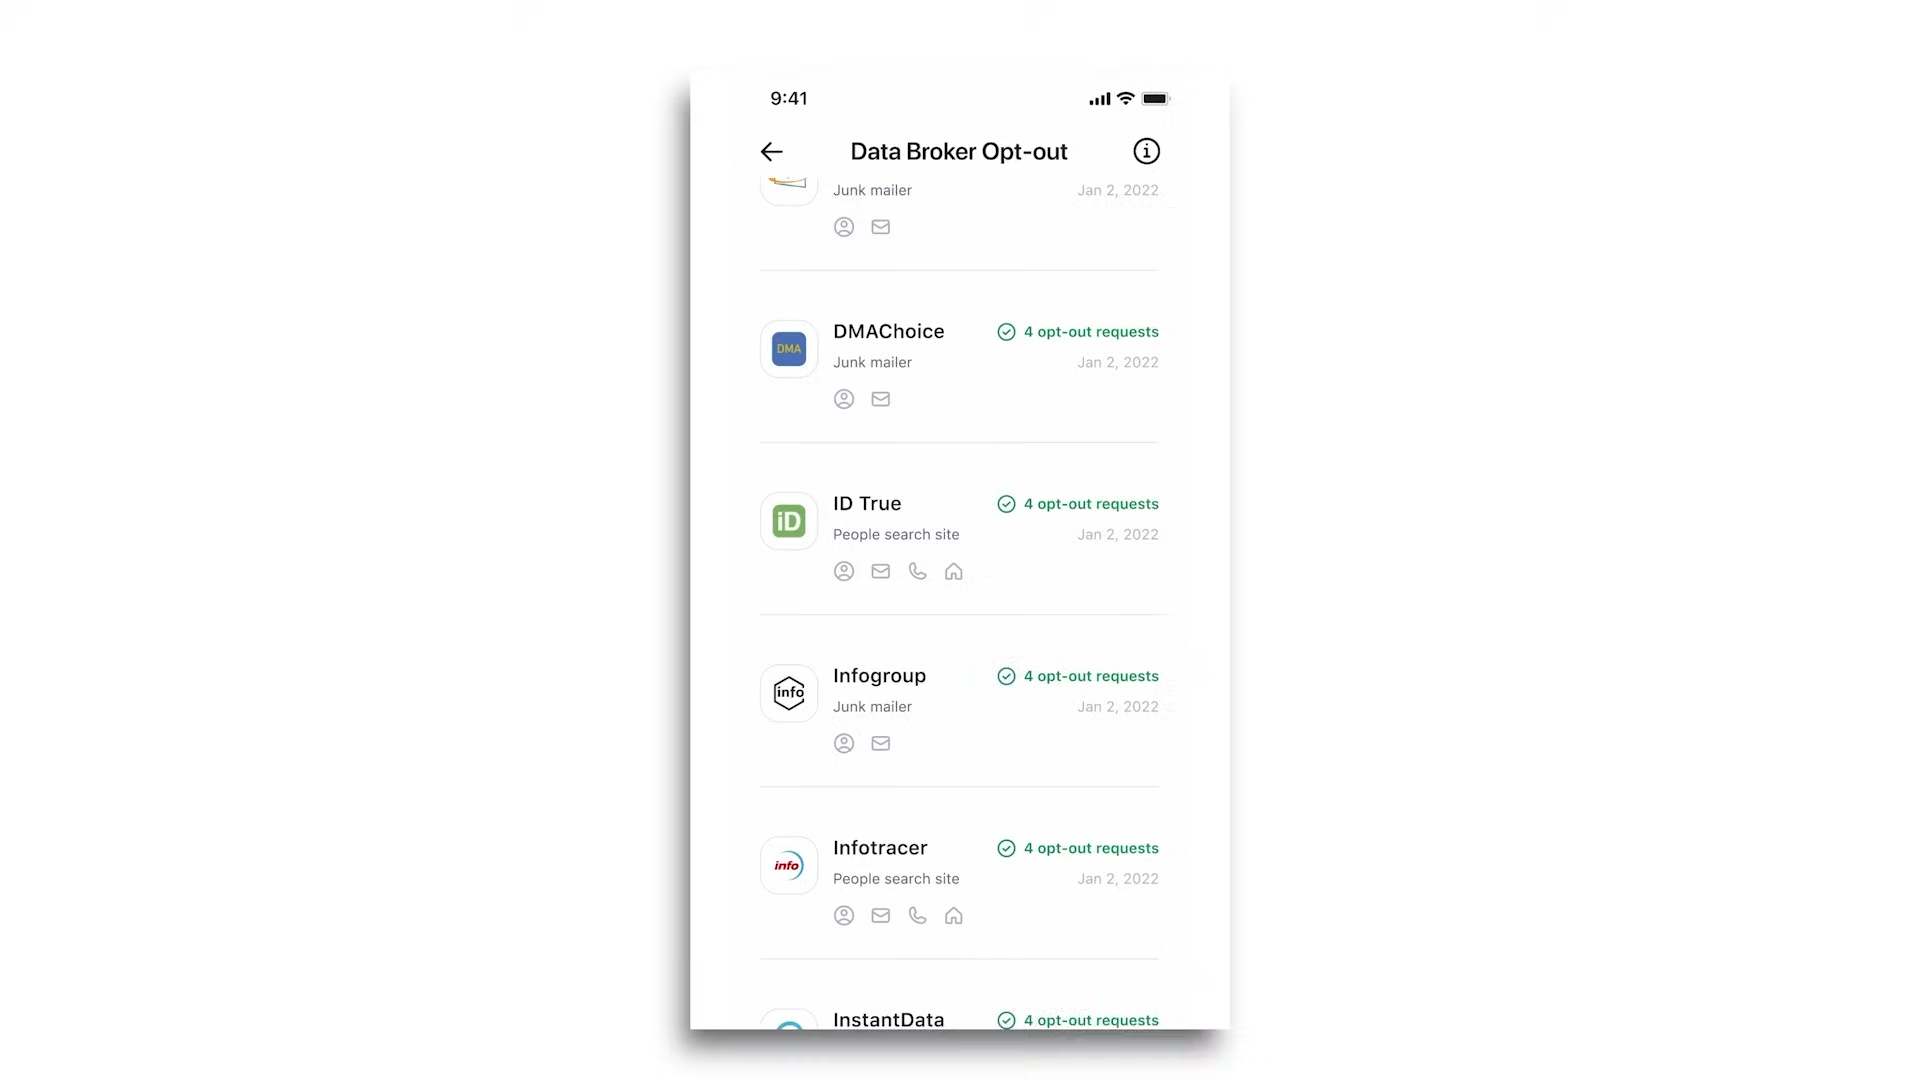 9:41
Data Broker Opt-out
Junk mailer
Jan 2, 2022
DMA
DMAChoice
4 opt-out requests
Junk mailer
Jan 2, 2022
iD
ID True
4 opt-out requests
People search site
Jan 2, 2022
info
Infogroup
4 opt-out requests
Junk mailer
Jan 2, 2022
info
Infotracer
4 opt-out requests
People search site
Jan 2, 2022
InstantData
4 opt-out requests